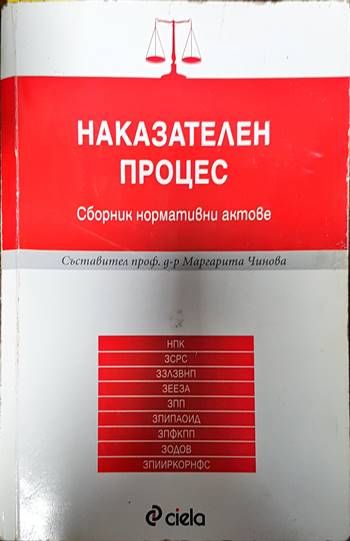 НАКАЗАТЕЛЕН
ПРОЦЕС
Сборник нормативни актове
Съставител проф. д-р Маргарита Чинова
НПК
ЗСРС
ЗЗЛЗВНП
ЗЕЕЗА
ЗПП
ЗПИПАОИД
ЗПФКПП
ЗОДОВ
ЗПИИРКОРНФС
ciela